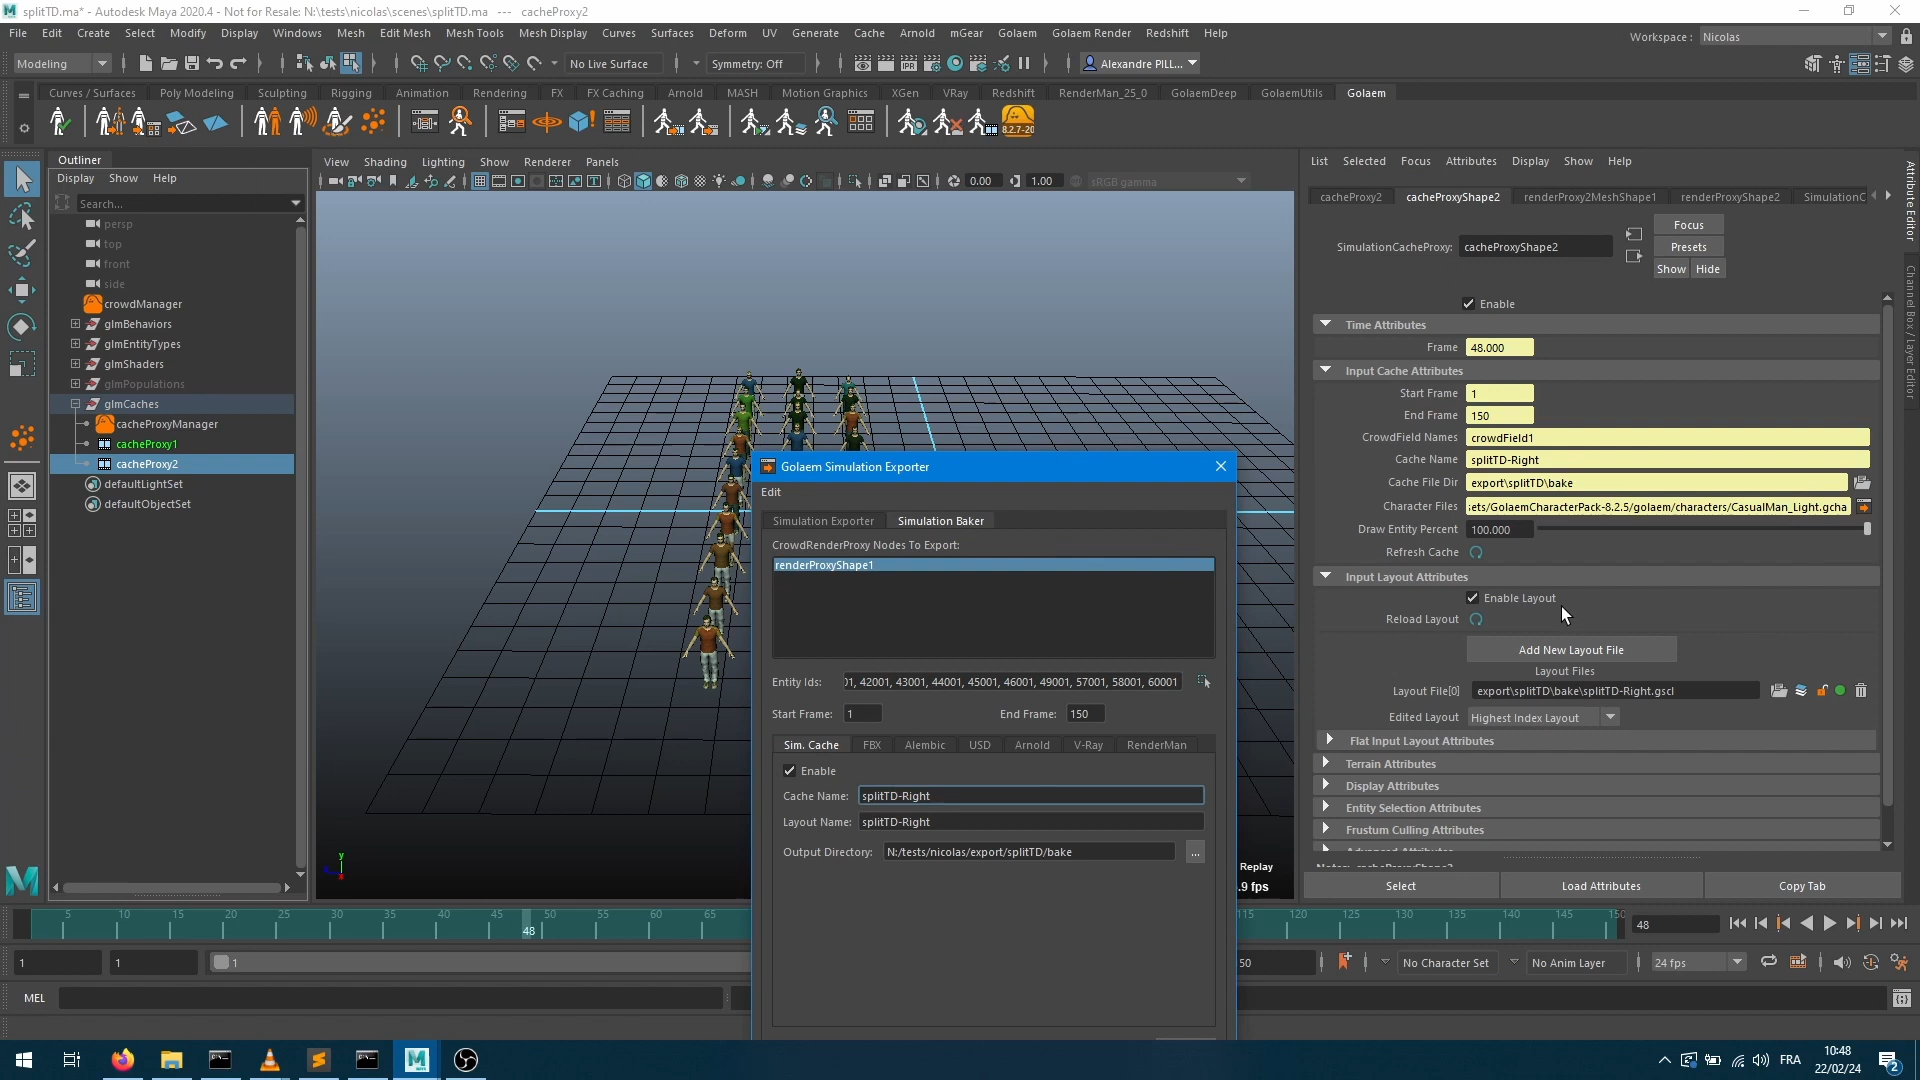 splitTD.ma* - Autodesk Maya 2020.4 - Not for Resale: N:\tests\nicolas\scenes\splitTD.ma --- cacheProxy2
File Edit Create Select Modify Display Windows Mesh Edit Mesh Mesh Tools Mesh Display Curves Surfaces Deform UV Generate Cache Arnold mGear Golaem Golaem Render Redshift Help
Workspace : Nicolas
Modeling
No Live Surface
Symmetry: Off
Alexandre PILL...
Curves / Surfaces Poly Modeling Sculpting Rigging Animation Rendering FX FX Caching Arnold MASH Motion Graphics XGen VRay Redshift RenderMan_25_0 GolaemDeep GolaemUtils Golaem
8.2.7-20
Outliner
Display Show Help
Search...
persp
top
front
side
crowdManager
glmBehaviors
glmEntityTypes
glmShaders
glmPopulations
glmCaches
cacheProxyManager
cacheProxy1
cacheProxy2
defaultLightSet
defaultObjectSet
View Shading Lighting Show Renderer Panels
0.00
1.00
sRGB gamma
Replay
.9 fps
Golaem Simulation Exporter
Edit
Simulation Exporter Simulation Baker
CrowdRenderProxy Nodes To Export:
renderProxyShape1
Entity Ids: 01, 42001, 43001, 44001, 45001, 46001, 49001, 57001, 58001, 60001
Start Frame: 1 End Frame: 150
Sim. Cache FBX Alembic USD Arnold V-Ray RenderMan
Enable
Cache Name: splitTD-Right
Layout Name: splitTD-Right
Output Directory: N:/tests/nicolas/export/splitTD/bake ...
List Selected Focus Attributes Display Show Help
cacheProxy2 cacheProxyShape2 renderProxy2MeshShape1 renderProxyShape2 SimulationC
SimulationCacheProxy: cacheProxyShape2
Focus
Presets
Show Hide
Enable
Time Attributes
Frame 48.000
Input Cache Attributes
Start Frame 1
End Frame 150
CrowdField Names crowdField1
Cache Name splitTD-Right
Cache File Dir export\splitTD\bake
Character Files sets/GolaemCharacterPack-8.2.5/golaem/characters/CasualMan_Light.gcha
Draw Entity Percent 100.000
Refresh Cache
Input Layout Attributes
Enable Layout
Reload Layout
Add New Layout File
Layout Files
Layout File[0] export\splitTD\bake\splitTD-Right.gscl
Edited Layout Highest Index Layout
Flat Input Layout Attributes
Terrain Attributes
Display Attributes
Entity Selection Attributes
Frustum Culling Attributes
Select Load Attributes Copy Tab
Attribute Editor
Channel Box / Layer Editor
5 10 15 20 25 30 35 40 45 50 55 60 65 115 120 125 130 135 140 145 150
48
48
1 1 1 50 No Character Set No Anim Layer 24 fps
MEL
FRA
10:48
22/02/24
2